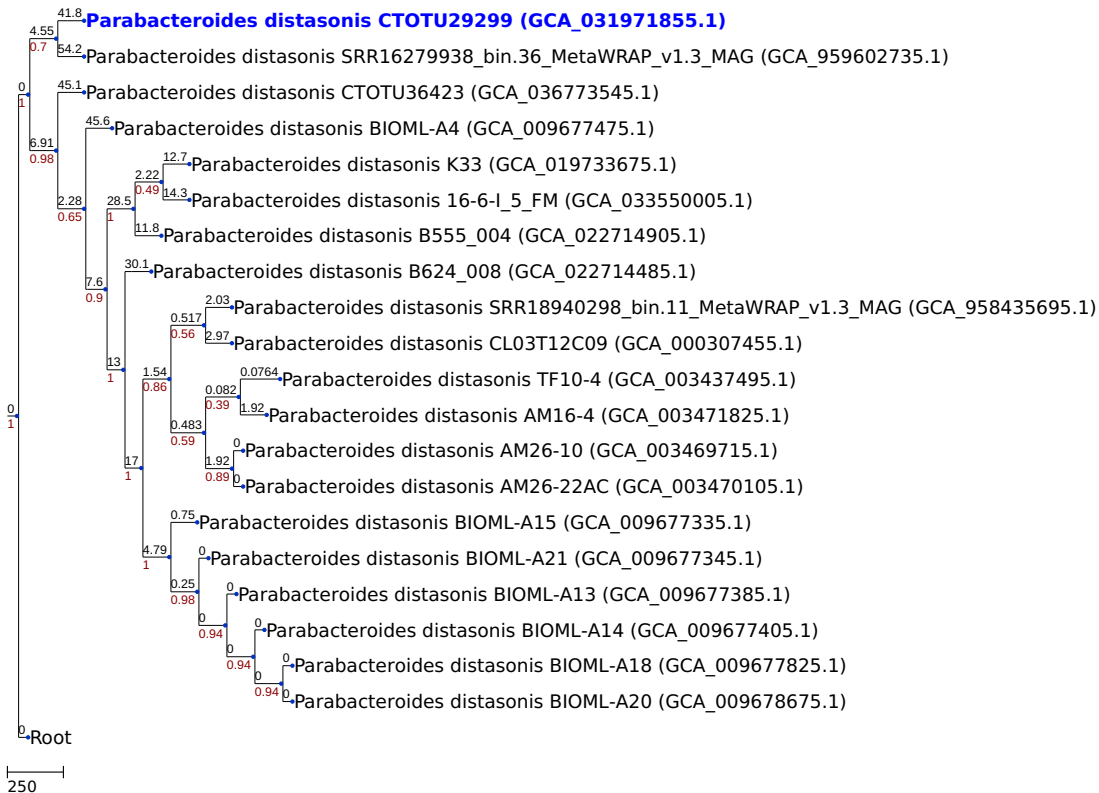 41.8
Parabacteroides distasonis CTOTU29299 (GCA_031971855.1)
4.55
0.7
54.2
Parabacteroides distasonis SRR16279938_bin.36_MetaWRAP_v1.3_MAG (GCA_959602735.1)
0
1
45.1
Parabacteroides distasonis CTOTU36423 (GCA_036773545.1)
45.6
Parabacteroides distasonis BIOML-A4 (GCA_009677475.1)
6.91
0.98
12.7
Parabacteroides distasonis K33 (GCA_019733675.1)
2.22
0.49
14.3
Parabacteroides distasonis 16-6-I_5_FM (GCA_033550005.1)
2.28
0.65
28.5
1
11.8
Parabacteroides distasonis B555_004 (GCA_022714905.1)
30.1
Parabacteroides distasonis B624_008 (GCA_022714485.1)
7.6
0.9
2.03
Parabacteroides distasonis SRR18940298_bin.11_MetaWRAP_v1.3_MAG (GCA_958435695.1)
0.517
0.56
2.97
Parabacteroides distasonis CL03T12C09 (GCA_000307455.1)
13
1
1.54
0.86
0.0764
Parabacteroides distasonis TF10-4 (GCA_003437495.1)
0.082
0.39
1.92
Parabacteroides distasonis AM16-4 (GCA_003471825.1)
0
1
0.483
0.59
0
Parabacteroides distasonis AM26-10 (GCA_003469715.1)
17
1
1.92
0.89
0
Parabacteroides distasonis AM26-22AC (GCA_003470105.1)
0.75
Parabacteroides distasonis BIOML-A15 (GCA_009677335.1)
4.79
1
0
Parabacteroides distasonis BIOML-A21 (GCA_009677345.1)
0.25
0.98
0
Parabacteroides distasonis BIOML-A13 (GCA_009677385.1)
0
0.94
0
Parabacteroides distasonis BIOML-A14 (GCA_009677405.1)
0
0.94
0
Parabacteroides distasonis BIOML-A18 (GCA_009677825.1)
0
0.94
0
Parabacteroides distasonis BIOML-A20 (GCA_009678675.1)
0
Root
250